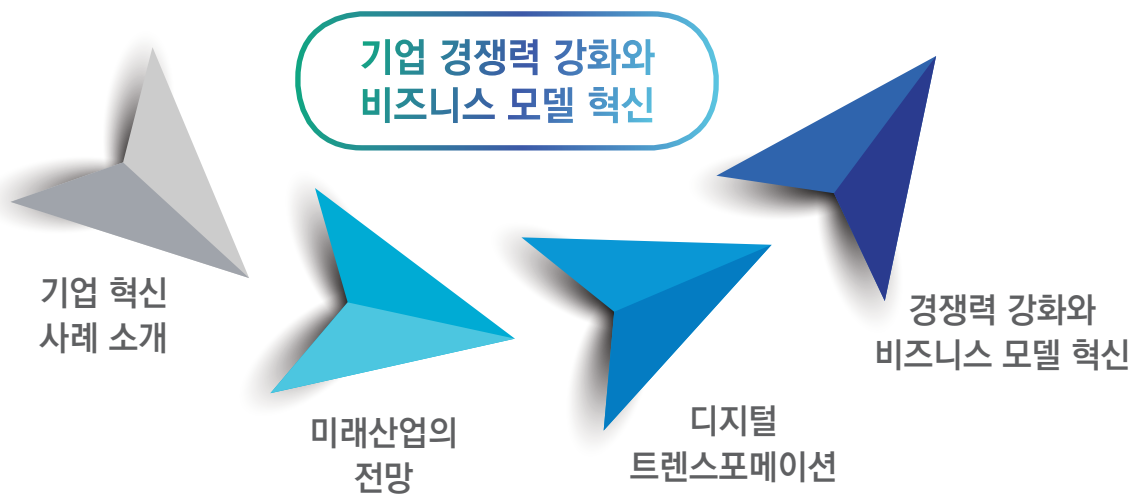 기업 경쟁력 강화와
비즈니스 모델 혁신
기업 혁신
사례 소개
미래산업의
전망
디지털
트렌스포메이션
경쟁력 강화와
비즈니스 모델 혁신